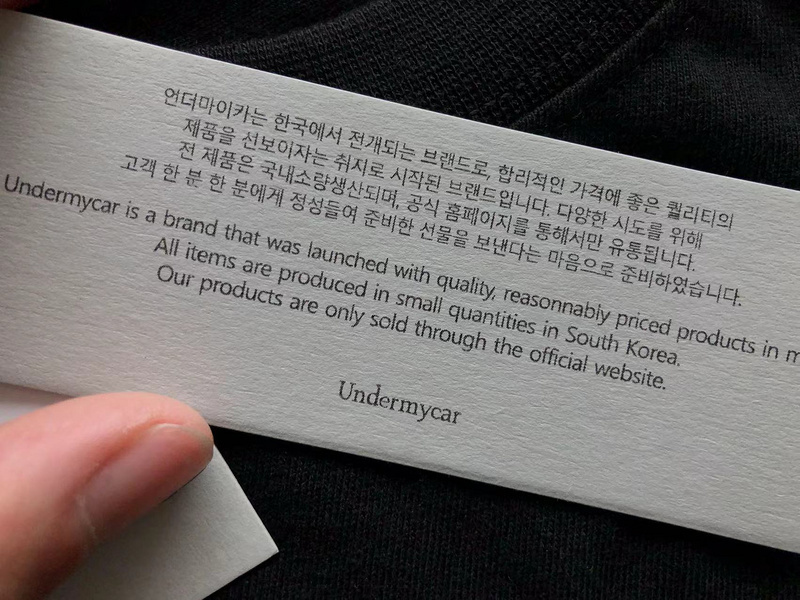 언더마이카는 한국에서 전개되는 브랜드로, 합리적인 가격에 좋은 퀄리티의
제품을 선보이자는 취지로 시작된 브랜드입니다. 다양한 시도를 위해
전 제품은 국내소량생산되며, 공식 홈페이지를 통해서만 유통됩니다.
고객 한 분 한 분에게 정성들여 준비한 선물을 보낸다는 마음으로 준비하였습니다.
Undermycar is a brand that was launched with quality, reasonnably priced products in m
All items are produced in small quantities in South Korea.
Our products are only sold through the official website.
Undermycar